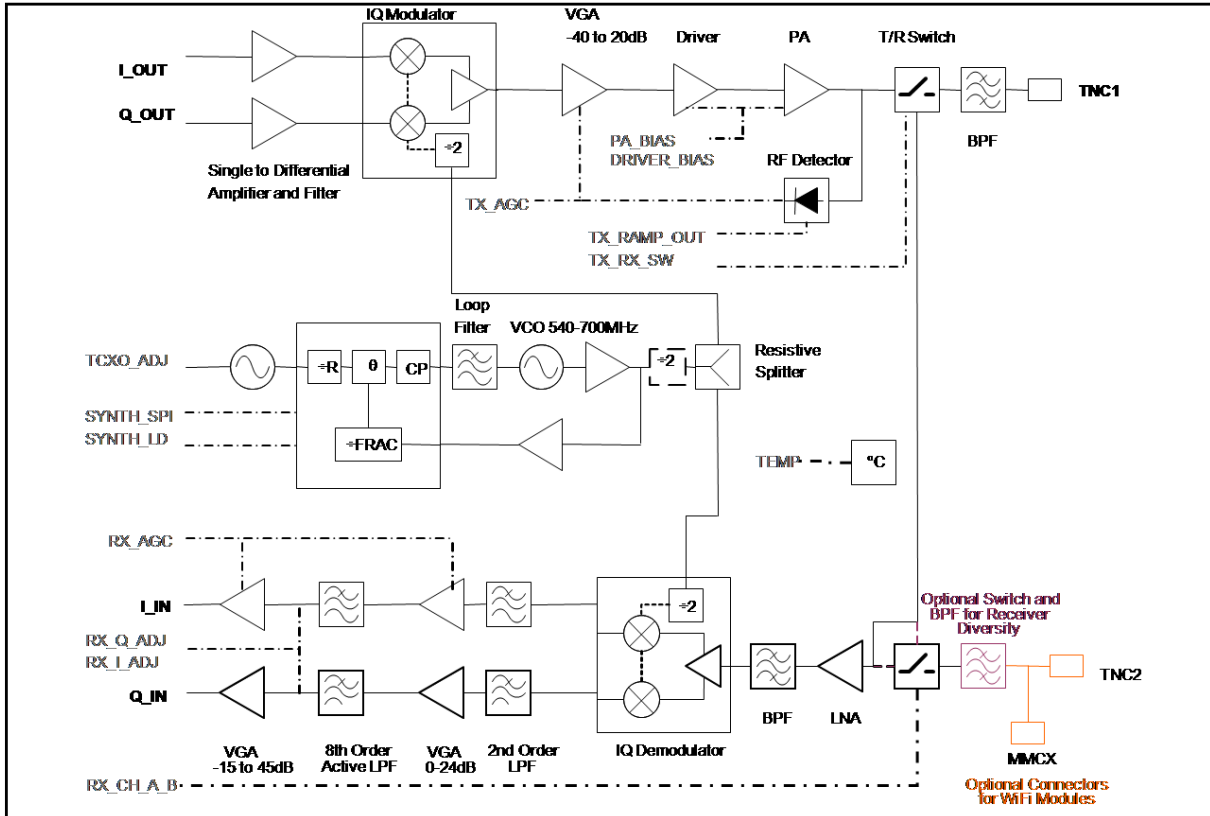 IQ Modulator
VGA
-40 to 20dB
Driver
PA
T/R Switch
I_OUT
Q_OUT
TNC1
BPF
÷2
PA_BIAS
DRIVER_BIAS
RF Detector
Single to Differential
Amplifier and Filter
TX_AGC
TX_RAMP_OUT
TX_RX_SW
Loop
Filter
VCO 540-700MHz
TCXO_ADJ
÷R
θ
CP
÷2
Resistive
Splitter
SYNTH_SPI
SYNTH_LD
÷FRAC
TEMP
ºC
RX_AGC
I_IN
÷2
Optional Switch and
BPF for Receiver
Diversity
RX_Q_ADJ
RX_I_ADJ
Q_IN
TNC2
BPF
LNA
VGA
-15 to 45dB
8th Order
Active LPF
VGA
0-24dB
2nd Order
LPF
IQ Demodulator
MMCX
RX_CH_A_B
Optional Connectors
for WiFi Modules